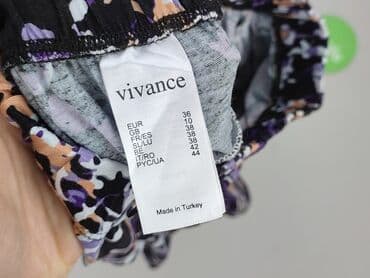 vivance
EUR 36
GB 10
FR/ES 38
SI/LU 38
BE 38
IT/RO 42
PYC/UA 44
Made in Turkey